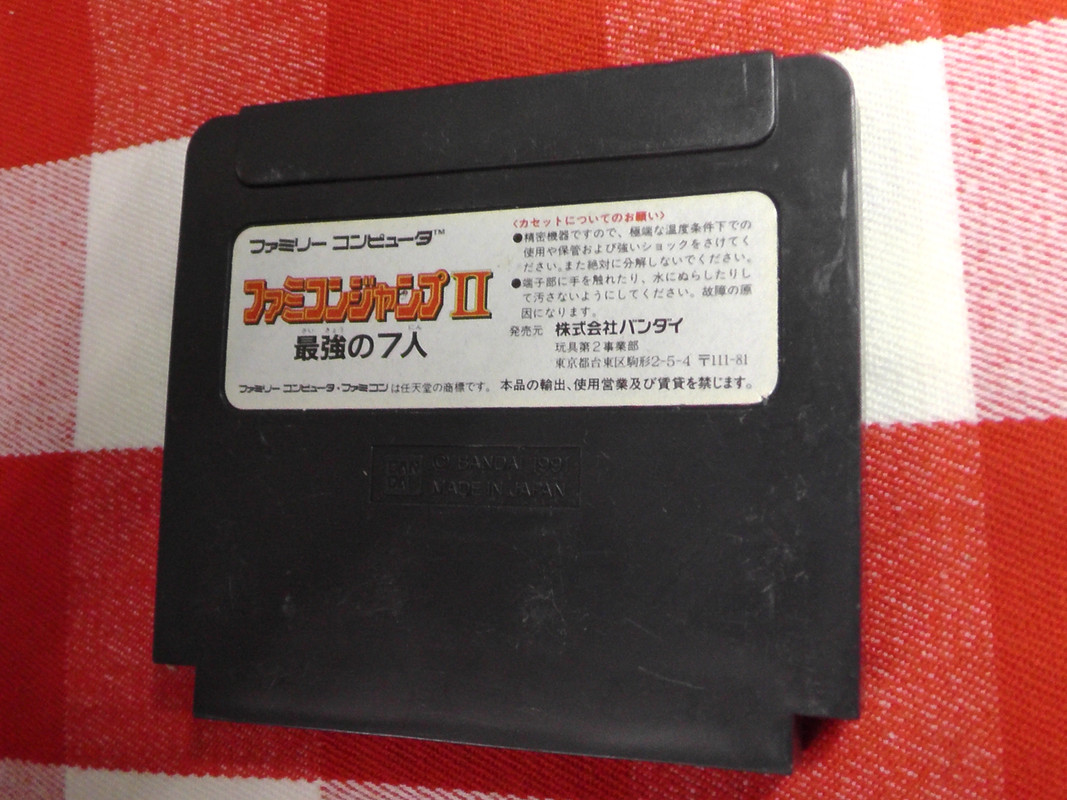 ファミリー コンピュータ™
ファミコンジャンプⅡ
さい きょう にん
最強の7人
〈カセットについてのお願い〉
●精密機器ですので、極端な温度条件下での
使用や保管および強いショックをさけてく
ださい。また絶対に分解しないでください。
●端子部に手を触れたり、水にぬらしたりし
て汚さないようにしてください。故障の原
因になります。
発売元 株式会社バンダイ
玩具第2事業部
東京都台東区駒形2-5-4 〒111-81
ファミリー コンピュータ・ファミコン は任天堂の商標です。 本品の輸出、使用営業及び賃貸を禁じます。
BAN
DAI
© BANDAI 1991
MADE IN JAPAN